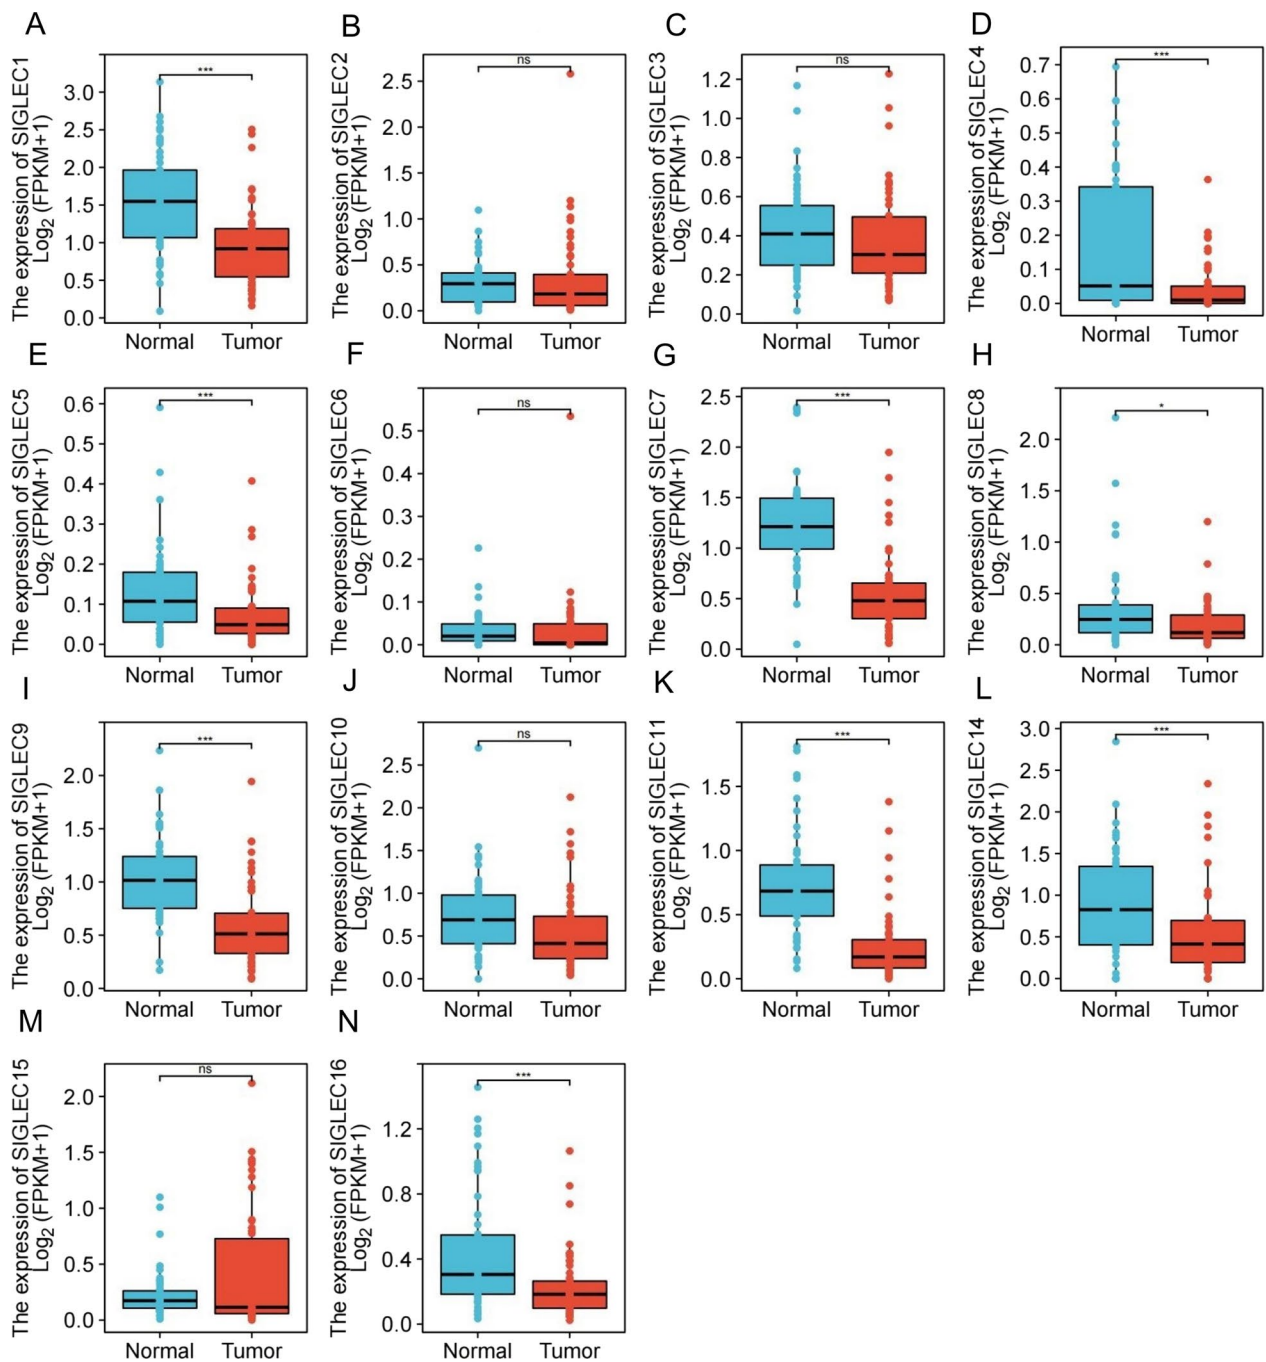 A
The expression of SIGLEC1
Log2 (FPKM+1)
3.0
2.5
2.0
1.5
1.0
0.5
0.0
***
Normal Tumor
B
The expression of SIGLEC2
Log2 (FPKM+1)
2.5
2.0
1.5
1.0
0.5
0.0
ns
Normal Tumor
C
The expression of SIGLEC3
Log2 (FPKM+1)
1.2
1.0
0.8
0.6
0.4
0.2
0.0
ns
Normal Tumor
D
The expression of SIGLEC4
Log2 (FPKM+1)
0.7
0.6
0.5
0.4
0.3
0.2
0.1
0.0
***
Normal Tumor
E
The expression of SIGLEC5
Log2 (FPKM+1)
0.6
0.5
0.4
0.3
0.2
0.1
0.0
***
Normal Tumor
F
The expression of SIGLEC6
Log2 (FPKM+1)
0.5
0.4
0.3
0.2
0.1
0.0
ns
Normal Tumor
G
The expression of SIGLEC7
Log2 (FPKM+1)
2.5
2.0
1.5
1.0
0.5
0.0
***
Normal Tumor
H
The expression of SIGLEC8
Log2 (FPKM+1)
2.0
1.5
1.0
0.5
0.0
*
Normal Tumor
I
The expression of SIGLEC9
Log2 (FPKM+1)
2.0
1.5
1.0
0.5
0.0
***
Normal Tumor
J
The expression of SIGLEC10
Log2 (FPKM+1)
2.5
2.0
1.5
1.0
0.5
0.0
ns
Normal Tumor
K
The expression of SIGLEC11
Log2 (FPKM+1)
1.5
1.0
0.5
0.0
***
Normal Tumor
L
The expression of SIGLEC14
Log2 (FPKM+1)
3.0
2.5
2.0
1.5
1.0
0.5
0.0
***
Normal Tumor
M
The expression of SIGLEC15
Log2 (FPKM+1)
2.0
1.5
1.0
0.5
0.0
ns
Normal Tumor
N
The expression of SIGLEC16
Log2 (FPKM+1)
1.2
0.8
0.4
0.0
***
Normal Tumor